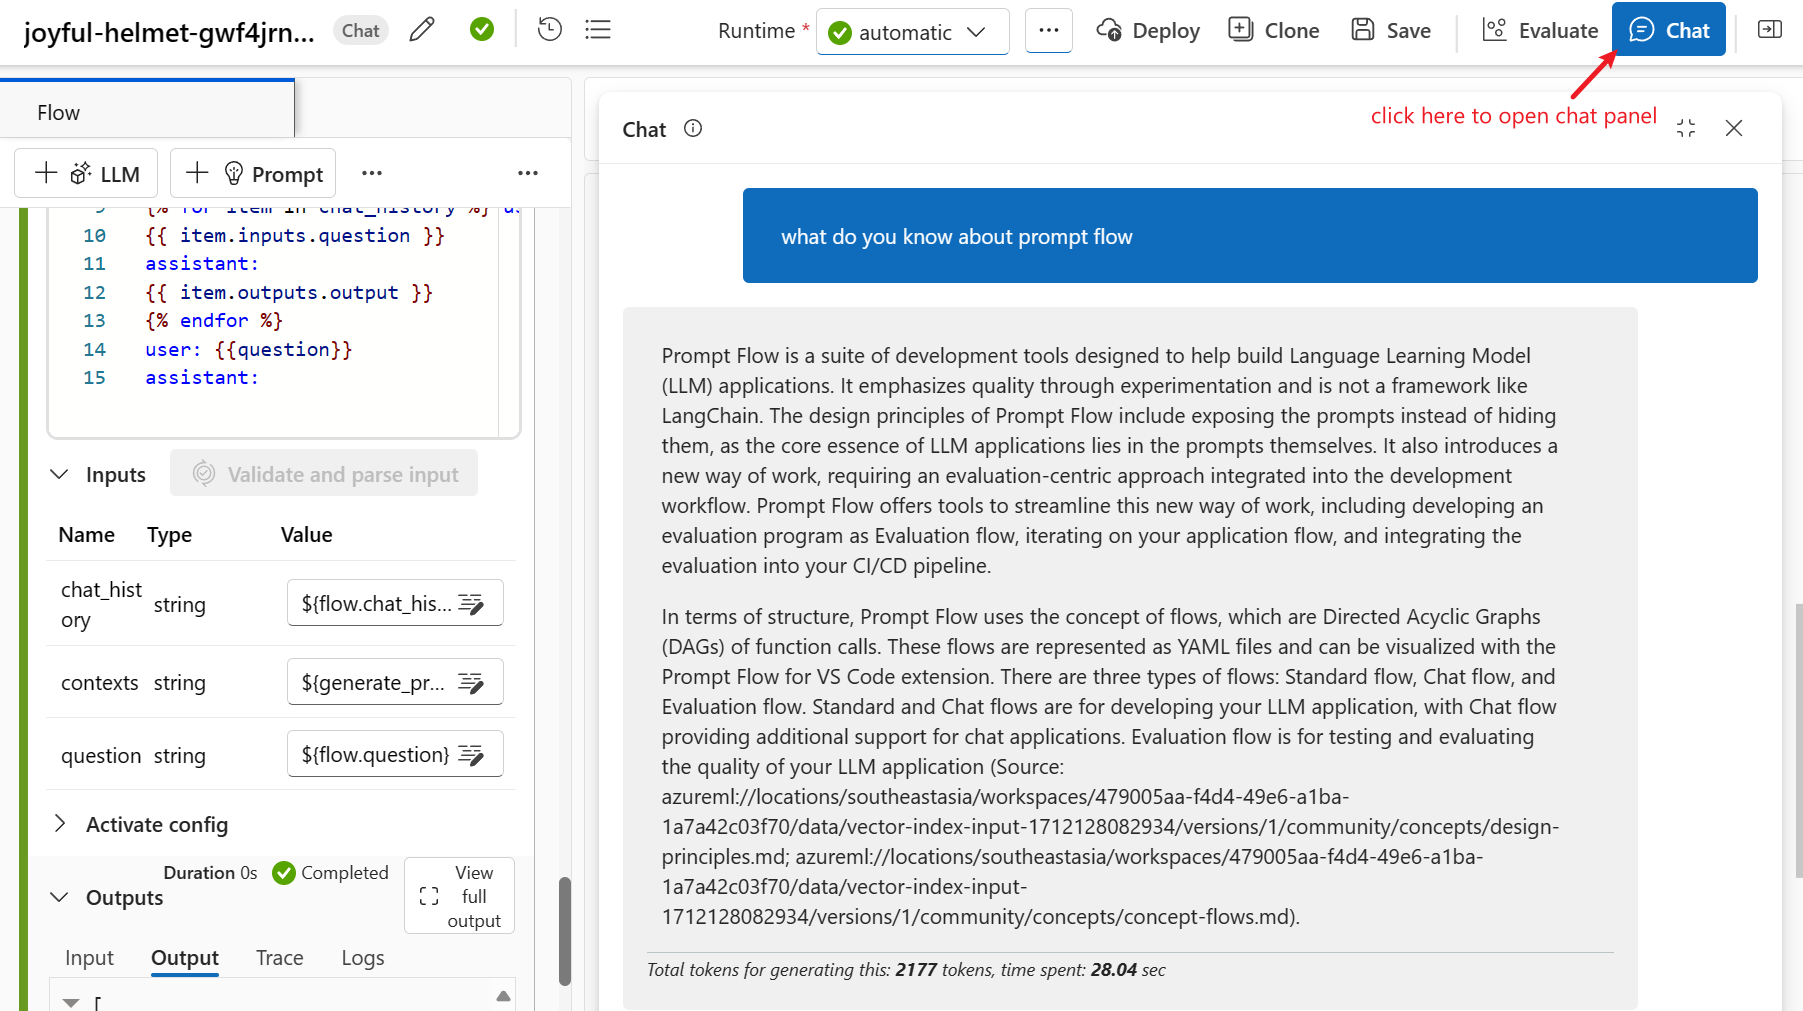 joyful-helmet-gwf4jrn...
Chat
Runtime *
automatic
...
Deploy
Clone
Save
Evaluate
Chat
click here to open chat panel
Flow
LLM
Prompt
...
...
9 {% for item in chat_history %}
10 {{ item.inputs.question }}
11 assistant:
12 {{ item.outputs.output }}
13 {% endfor %}
14 user: {{question}}
15 assistant:
Inputs
Validate and parse input
Name Type Value
chat_hist
ory
string
${flow.chat_his...
contexts string ${generate_pr...
question string ${flow.question}
Activate config
Duration 0s Completed
View
full
output
Outputs
Input Output Trace Logs
[
Chat
what do you know about prompt flow
Prompt Flow is a suite of development tools designed to help build Language Learning Model
(LLM) applications. It emphasizes quality through experimentation and is not a framework like
LangChain. The design principles of Prompt Flow include exposing the prompts instead of hiding
them, as the core essence of LLM applications lies in the prompts themselves. It also introduces a
new way of work, requiring an evaluation-centric approach integrated into the development
workflow. Prompt Flow offers tools to streamline this new way of work, including developing an
evaluation program as Evaluation flow, iterating on your application flow, and integrating the
evaluation into your CI/CD pipeline.
In terms of structure, Prompt Flow uses the concept of flows, which are Directed Acyclic Graphs
(DAGs) of function calls. These flows are represented as YAML files and can be visualized with the
Prompt Flow for VS Code extension. There are three types of flows: Standard flow, Chat flow, and
Evaluation flow. Standard and Chat flows are for developing your LLM application, with Chat flow
providing additional support for chat applications. Evaluation flow is for testing and evaluating
the quality of your LLM application (Source:
azureml://locations/southeastasia/workspaces/479005aa-f4d4-49e6-a1ba-
1a7a42c03f70/data/vector-index-input-1712128082934/versions/1/community/concepts/design-
principles.md; azureml://locations/southeastasia/workspaces/479005aa-f4d4-49e6-a1ba-
1a7a42c03f70/data/vector-index-input-
1712128082934/versions/1/community/concepts/concept-flows.md).
Total tokens for generating this: 2177 tokens, time spent: 28.04 sec